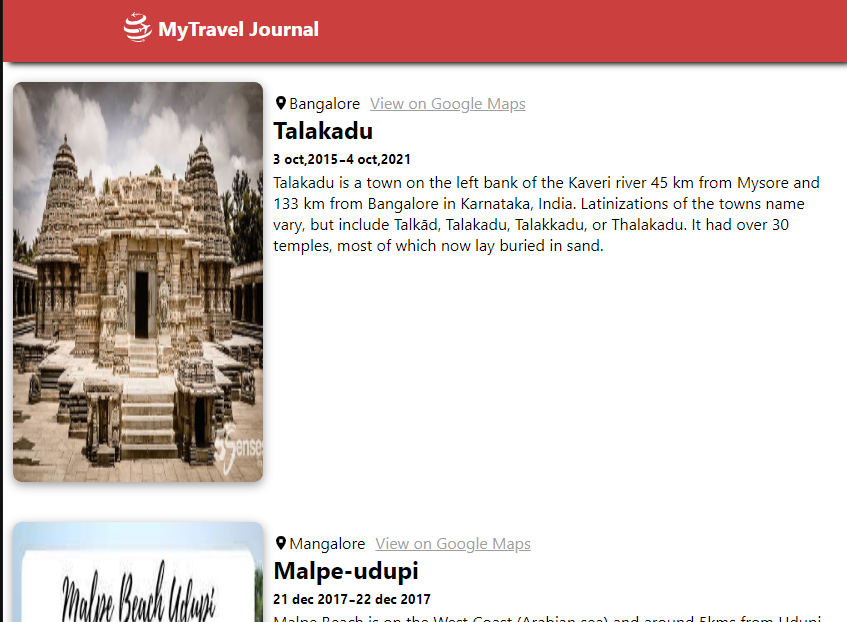 MyTravel Journal
Bangalore View on Google Maps
Talakadu
3 oct,2015-4 oct,2021
Talakadu is a town on the left bank of the Kaveri river 45 km from Mysore and
133 km from Bangalore in Karnataka, India. Latinizations of the towns name
vary, but include Talkād, Talakadu, Talakkadu, or Thalakadu. It had over 30
temples, most of which now lay buried in sand.
Mangalore View on Google Maps
Malpe-udupi
21 dec 2017-22 dec 2017
Malpe Beach is on the West Coast (Arabian sea) and around 5kms from Udupi
Malpe Beach Udupi